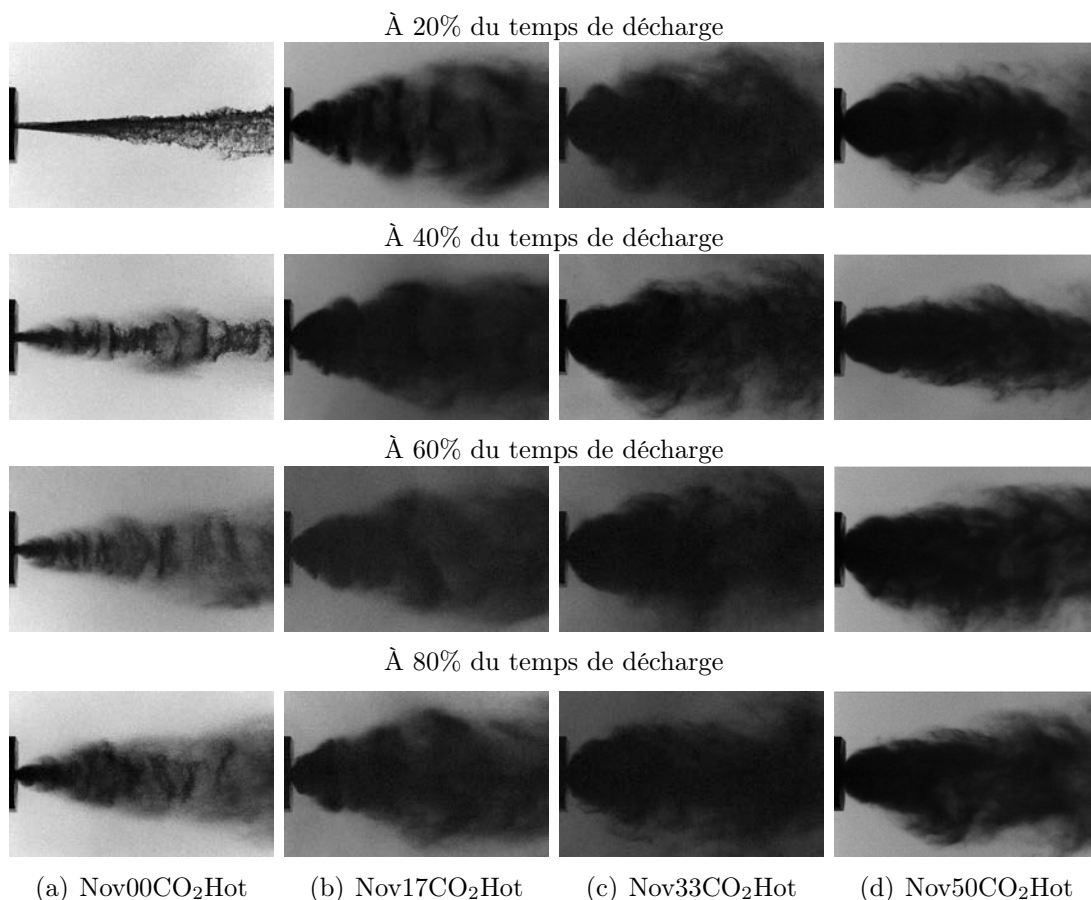 À 20% du temps de décharge
À 40% du temps de décharge
À 60% du temps de décharge
À 80% du temps de décharge
(a) Nov00CO₂Hot (b) Nov17CO₂Hot (c) Nov33CO₂Hot (d) Nov50CO₂Hot